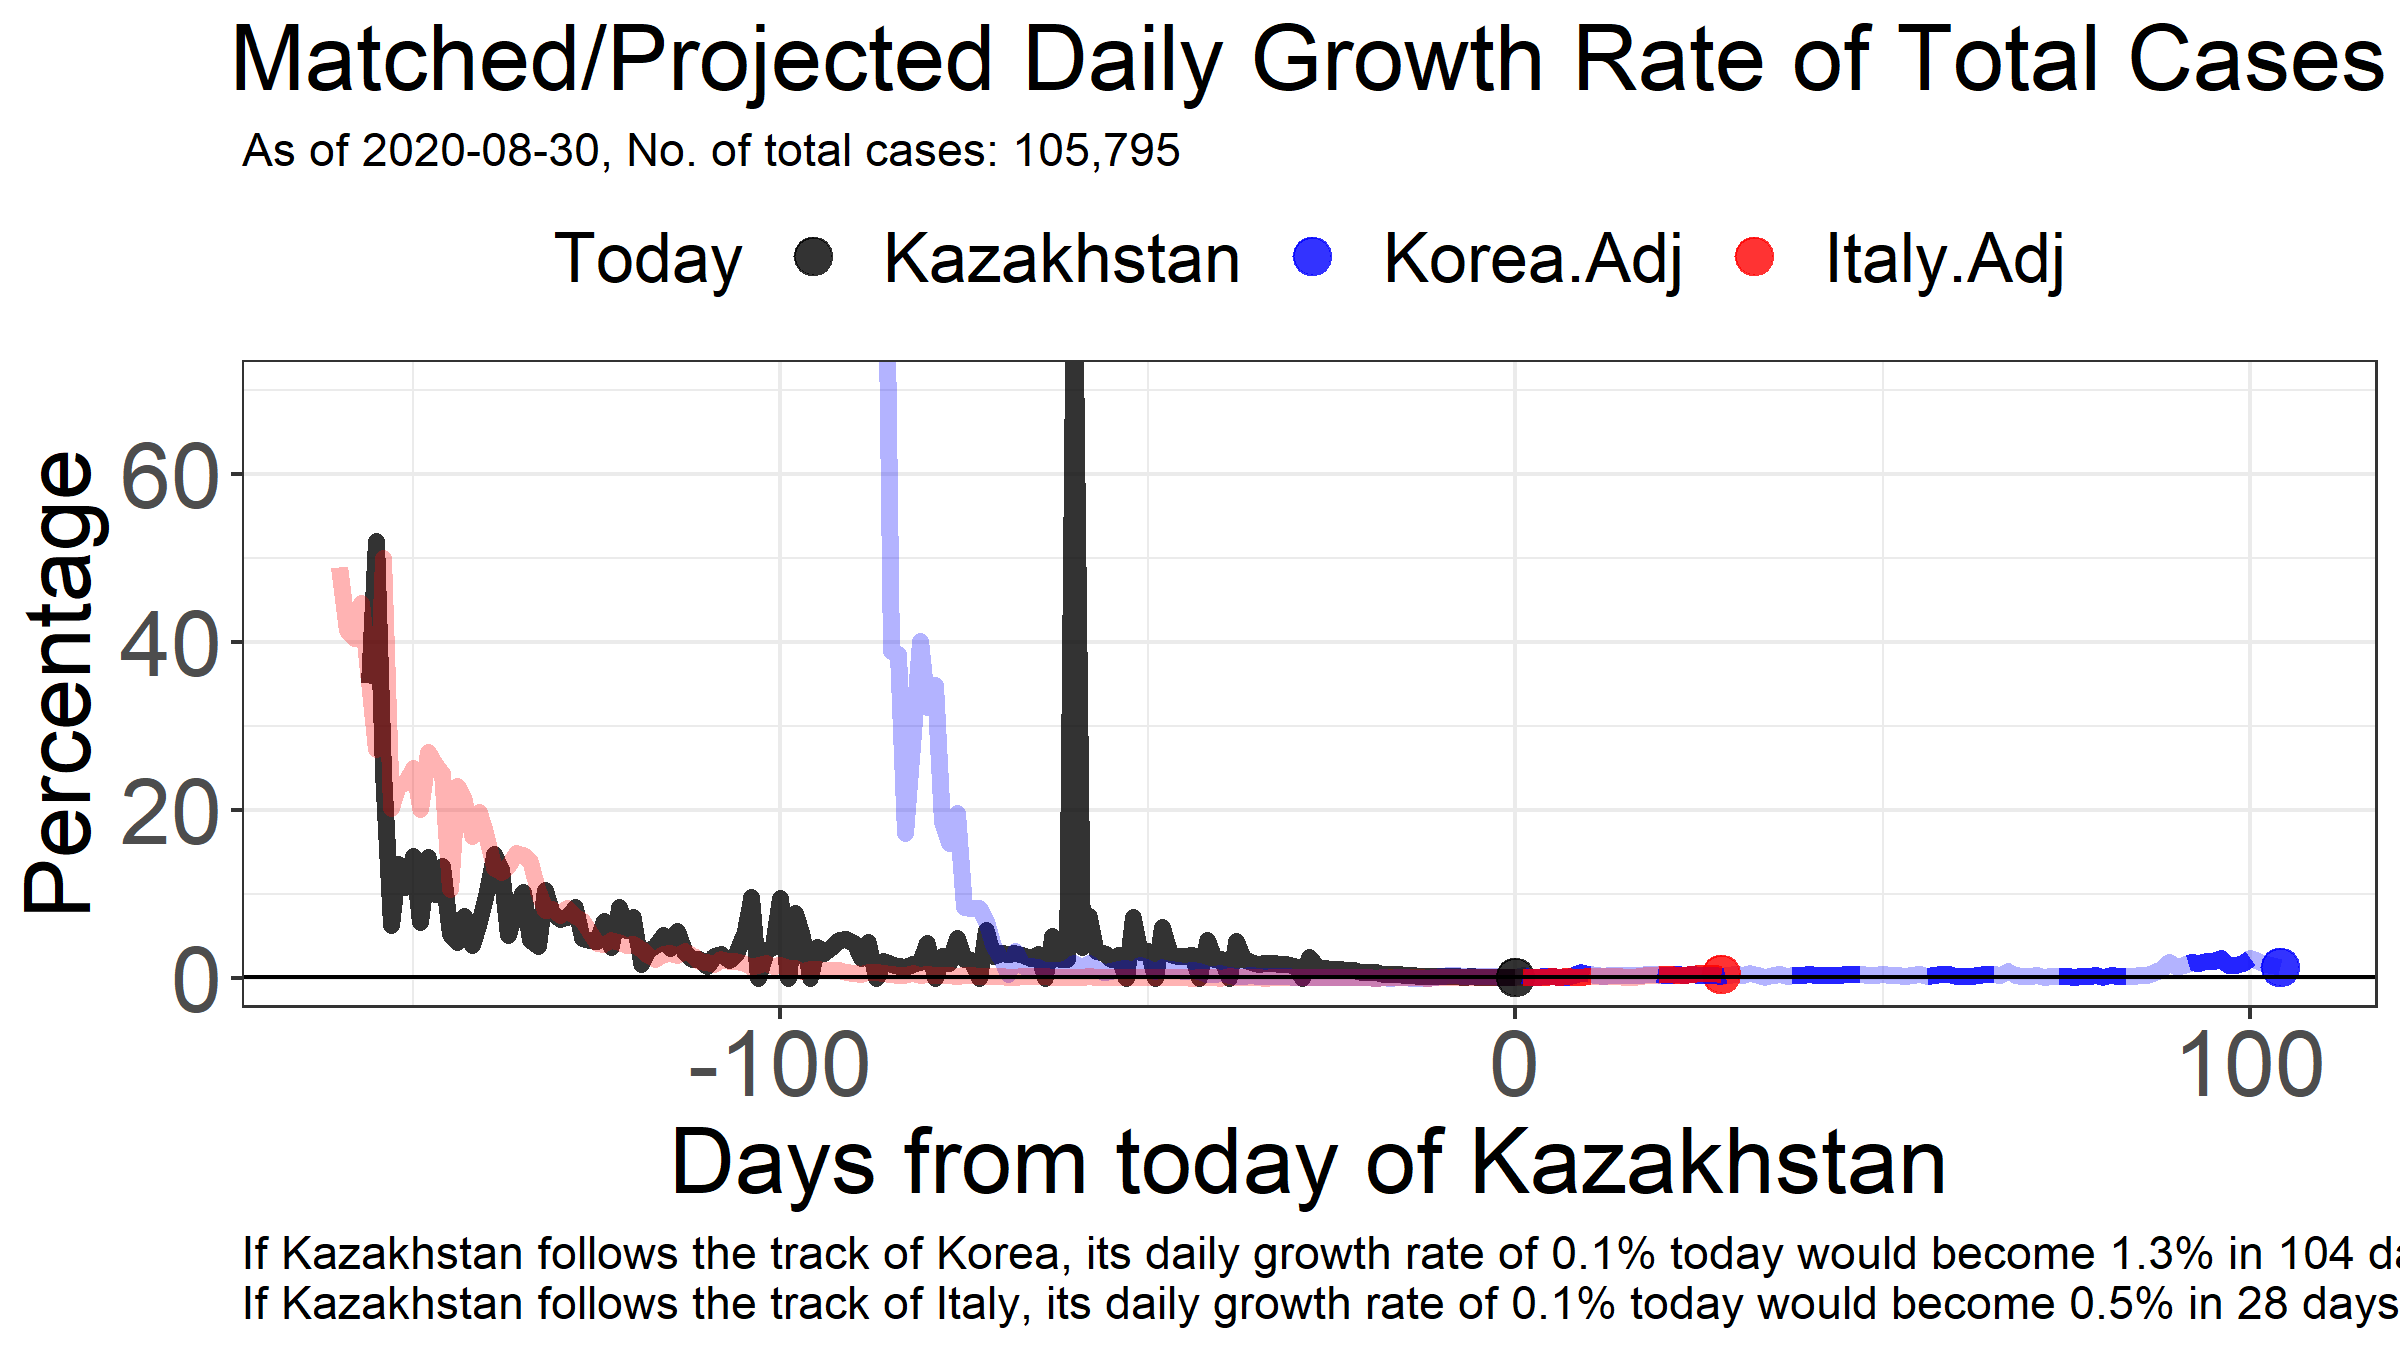 Matched/Projected Daily Growth Rate of Total Cases
As of 2020-08-30, No. of total cases: 105,795
Today Kazakhstan Korea.Adj Italy.Adj
Percentage
60
40
20
0
-100 0 100
Days from today of Kazakhstan
If Kazakhstan follows the track of Korea, its daily growth rate of 0.1% today would become 1.3% in 104
If Kazakhstan follows the track of Italy, its daily growth rate of 0.1% today would become 0.5% in 28 days